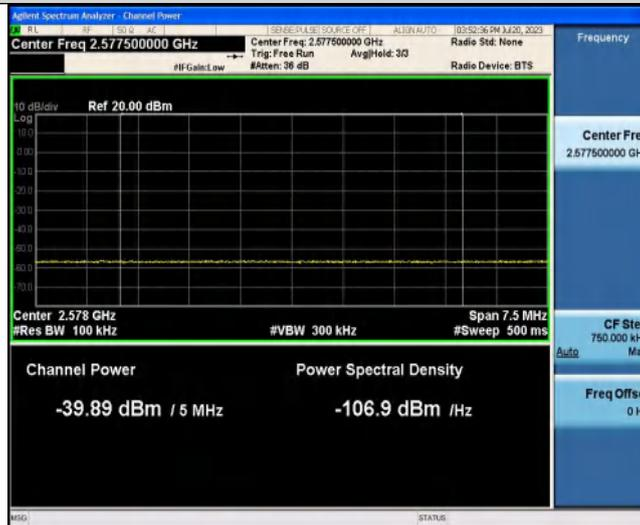 Agilent Spectrum Analyzer - Channel Power
RL RF 50 Ω AC SENSE:PULSE SOURCE OFF ALIGN AUTO 03:52:36 PM Jul 20, 2023
Center Freq 2.577500000 GHz Center Freq: 2.577500000 GHz Radio Std: None Frequency
Trig: Free Run Avg|Hold: 3/3
#IFGain:Low #Atten: 36 dB Radio Device: BTS
10 dB/div Ref 20.00 dBm
Log
10.0
0.00
-10.0
-20.0
-30.0
-40.0
-50.0
-60.0
-70.0
Center Fre
2.577500000 GH
Center 2.578 GHz Span 7.5 MHz
#Res BW 100 kHz #VBW 300 kHz #Sweep 500 ms
CF Ste
750.000 kH
Auto Ma
Channel Power Power Spectral Density
-39.89 dBm / 5 MHz -106.9 dBm /Hz
Freq Offse
0 H
MSG STATUS